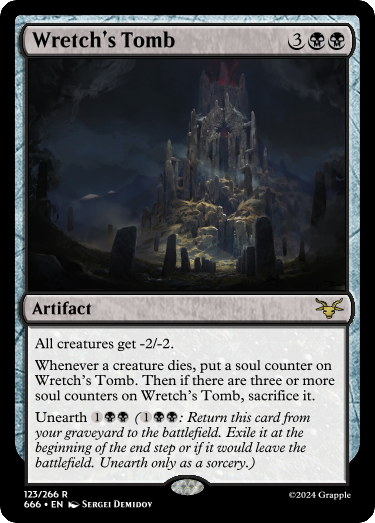 Wretch's Tomb 3
Artifact
All creatures get -2/-2.
Whenever a creature dies, put a soul counter on
Wretch's Tomb. Then if there are three or more
soul counters on Wretch's Tomb, sacrifice it.
Unearth 1 (1: Return this card from
your graveyard to the battlefield. Exile it at the
beginning of the end step or if it would leave the
battlefield. Unearth only as a sorcery.)
123/266 R
666 • EN Sergei Demidov
©2024 Grapple